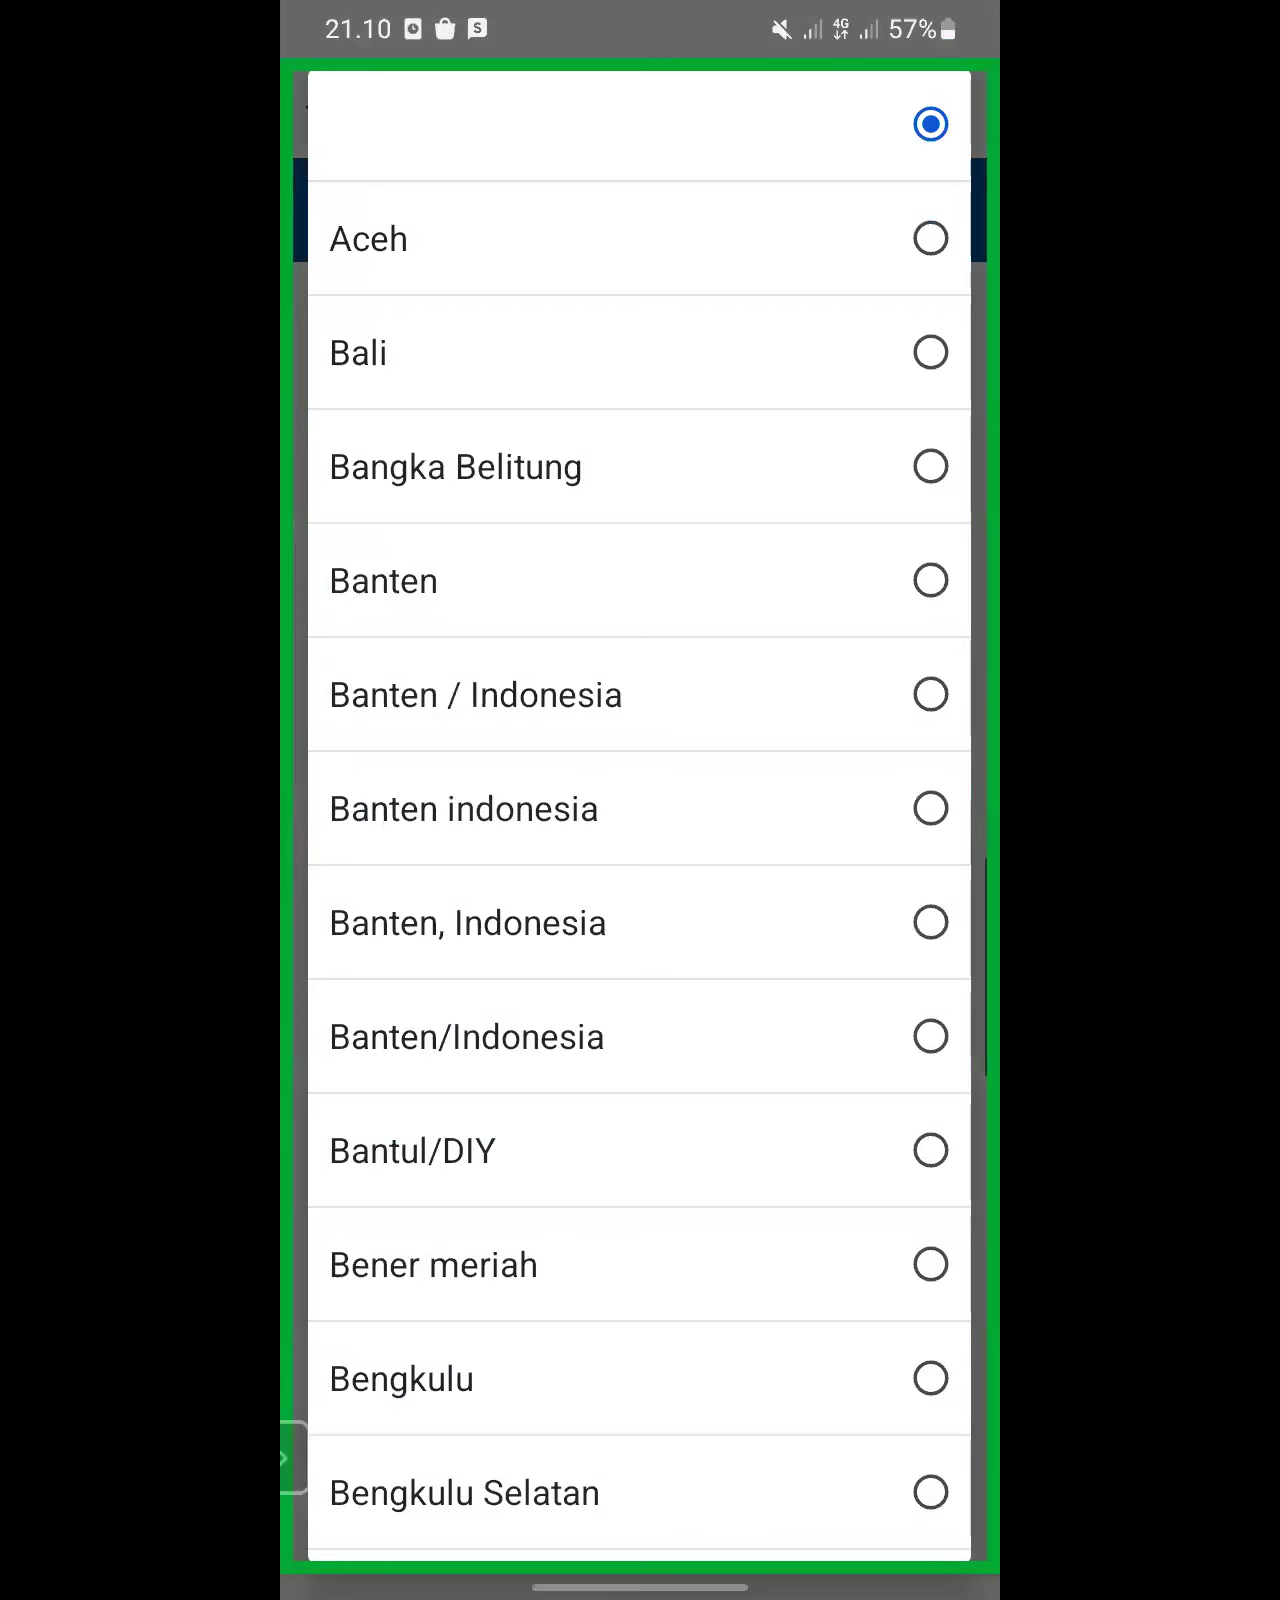 21.10
S
4G
57%
Aceh
Bali
Bangka Belitung
Banten
Banten / Indonesia
Banten indonesia
Banten, Indonesia
Banten/Indonesia
Bantul/DIY
Bener meriah
Bengkulu
Bengkulu Selatan